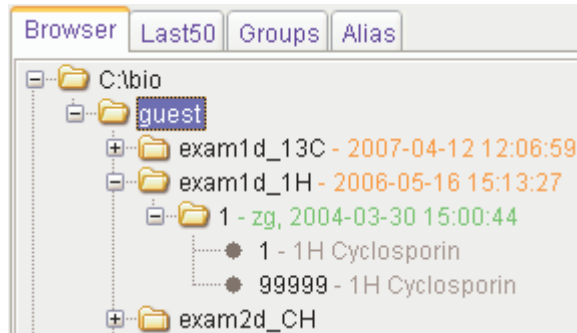 Browser Last50 Groups Alias
C:\bio
guest
exam1d_13C - 2007-04-12 12:06:59
exam1d_1H - 2006-05-16 15:13:27
1 - zg, 2004-03-30 15:00:44
1 - 1H Cyclosporin
99999 - 1H Cyclosporin
exam2d_CH